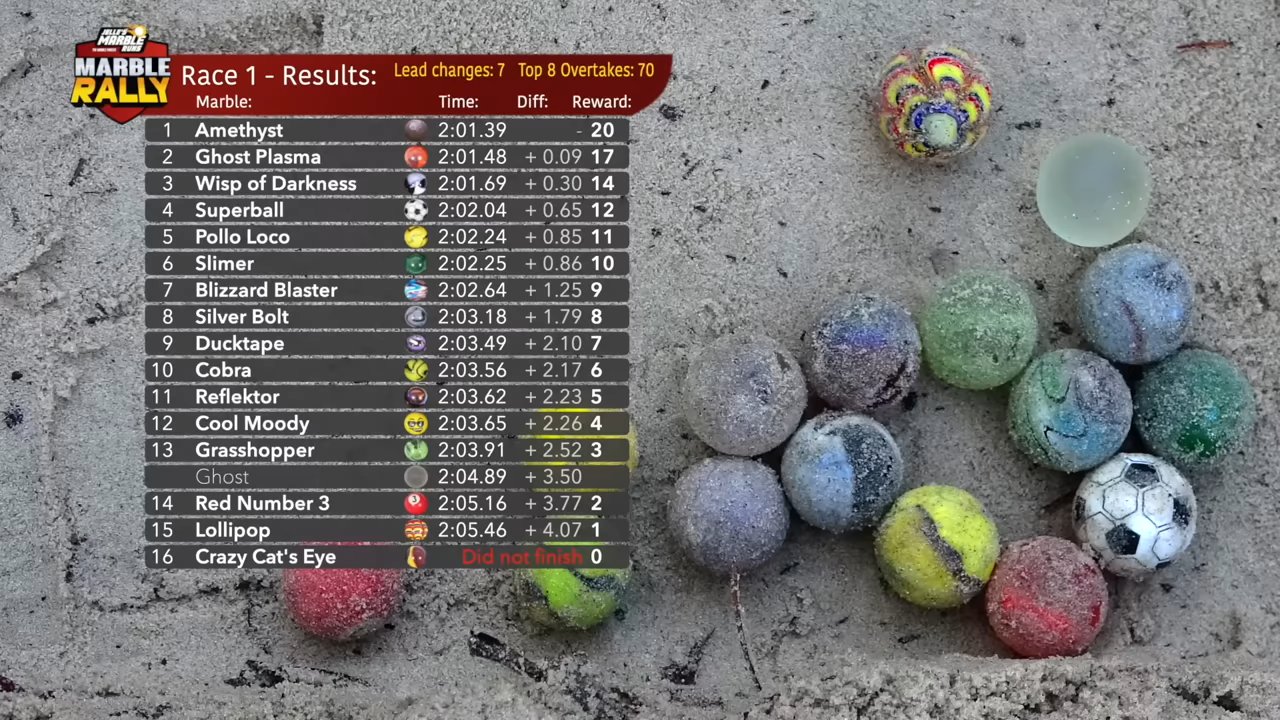 JELLE'S
MARBLE
RUNS
MARBLE
RALLY
Race 1 - Results: Lead changes: 7 Top 8 Overtakes: 70
Marble: Time: Diff: Reward:
1 Amethyst 2:01.39 - 20
2 Ghost Plasma 2:01.48 + 0.09 17
3 Wisp of Darkness 2:01.69 + 0.30 14
4 Superball 2:02.04 + 0.65 12
5 Pollo Loco 2:02.24 + 0.85 11
6 Slimer 2:02.25 + 0.86 10
7 Blizzard Blaster 2:02.64 + 1.25 9
8 Silver Bolt 2:03.18 + 1.79 8
9 Ducktape 2:03.49 + 2.10 7
10 Cobra 2:03.56 + 2.17 6
11 Reflektor 2:03.62 + 2.23 5
12 Cool Moody 2:03.65 + 2.26 4
13 Grasshopper 2:03.91 + 2.52 3
Ghost 2:04.89 + 3.50
14 Red Number 3 2:05.16 + 3.77 2
15 Lollipop 2:05.46 + 4.07 1
16 Crazy Cat's Eye Did not finish 0